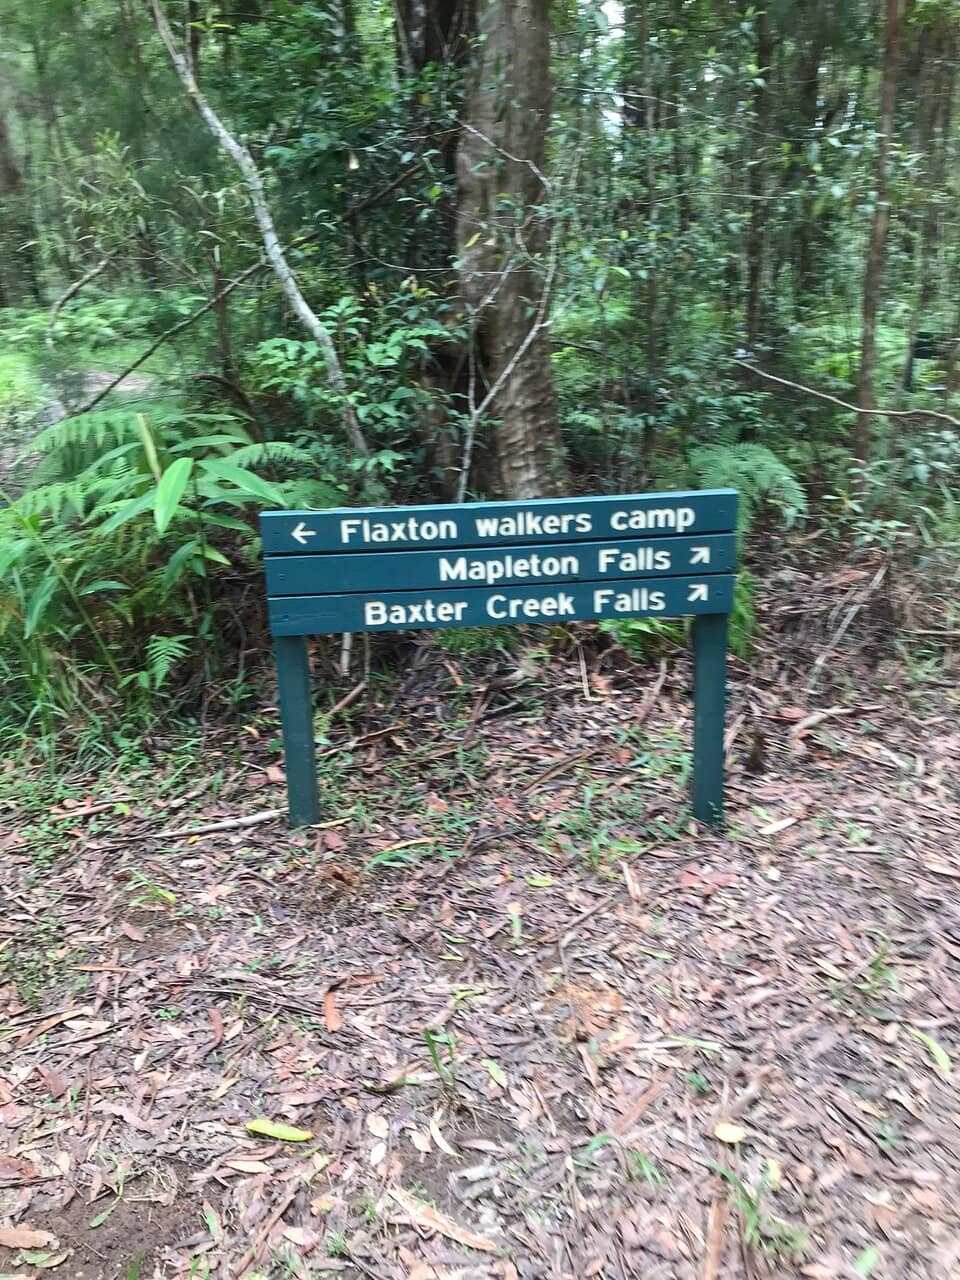 ← Flaxton walkers camp
Mapleton Falls ↗
Baxter Creek Falls ↗